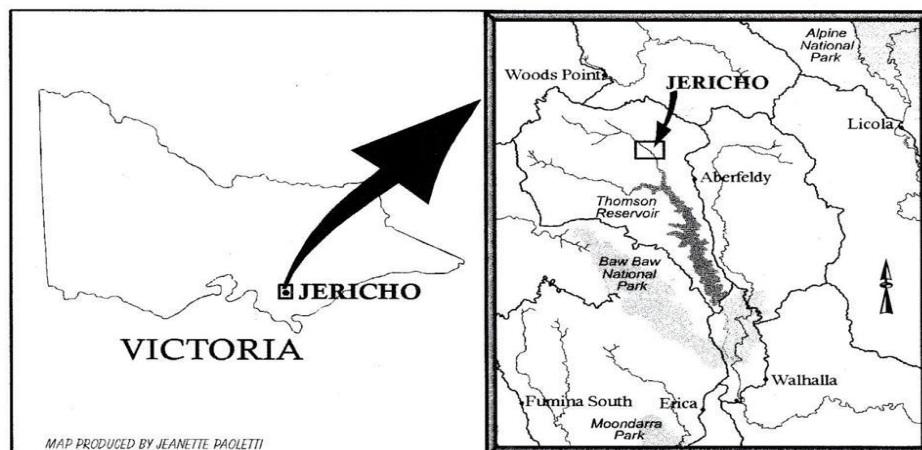 JERICHO
VICTORIA
MAP PRODUCED BY JEANETTE PAOLETTI
Alpine
National
Park
Woods Point
JERICHO
Licola
Aberfeldy
Thomson
Reservoir
Baw Baw
National
Park
Walhalla
Fumina South
Erica
Moondarra
Park